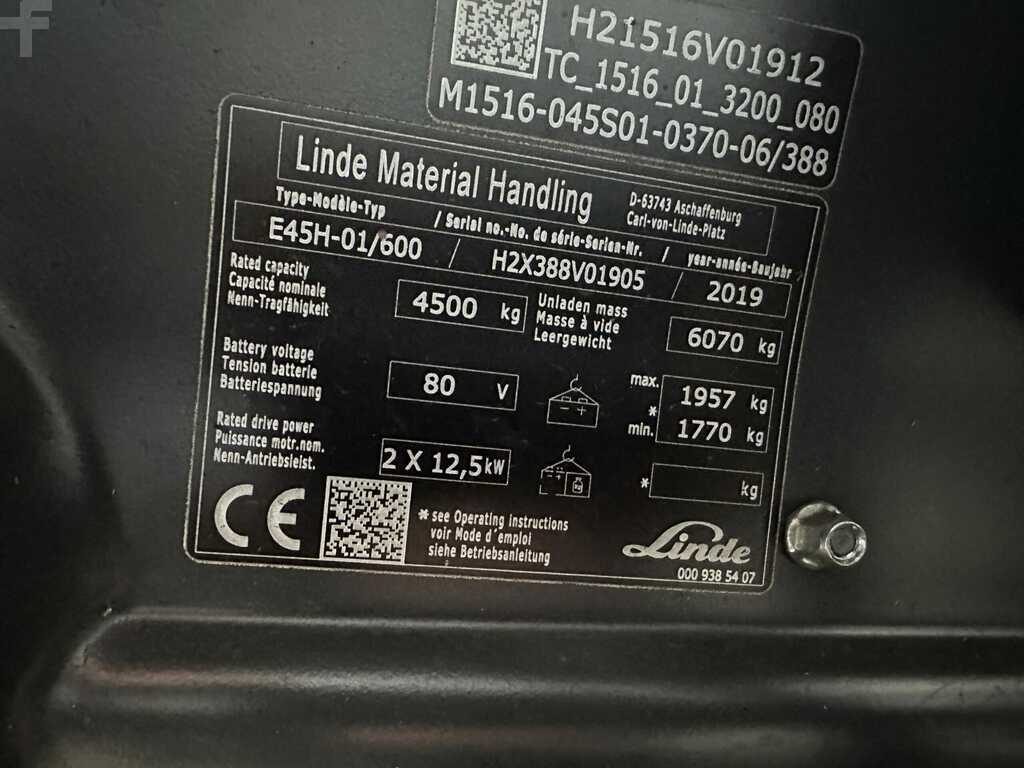 H21516V01912
TC_1516_01_3200_080
M1516-045S01-0370-06/388
Linde Material Handling
D-63743 Aschaffenburg
Carl-von-Linde-Platz
Type-Modèle-Typ / Serial no.-No. de série-Serien-Nr. / year-année-Baujahr
E45H-01/600 / H2X388V01905 / 2019
Rated capacity
Capacité nominale
Nenn-Tragfähigkeit
4500 kg
Unladen mass
Masse à vide
Leergewicht
6070 kg
Battery voltage
Tension batterie
Batteriespannung
80 V
max. 1957 kg
*
min. 1770 kg
Rated drive power
Puissance motr.nom.
Nenn-Antriebsleist.
2 X 12,5 kW
kg
* kg
CE
* see Operating instructions
voir Mode d'emploi
siehe Betriebsanleitung
Linde
000 938 54 07